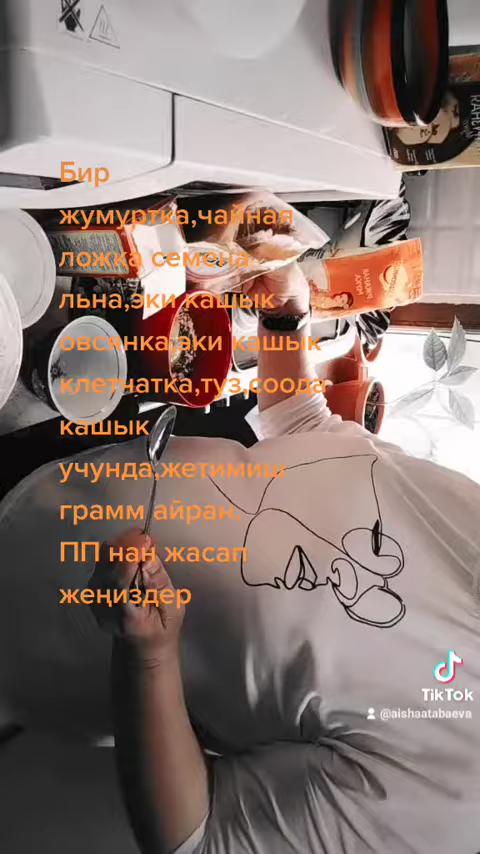 Бир
жумуртка,чайная
ложка семена
льна,эки кашык
овсянка,эки кашык
клетчатка,туз,соода
кашык
учунда,жетимиш
грамм айран.
ПП нан жасап
жеңиздер
TikTok
@aishaatabaeva